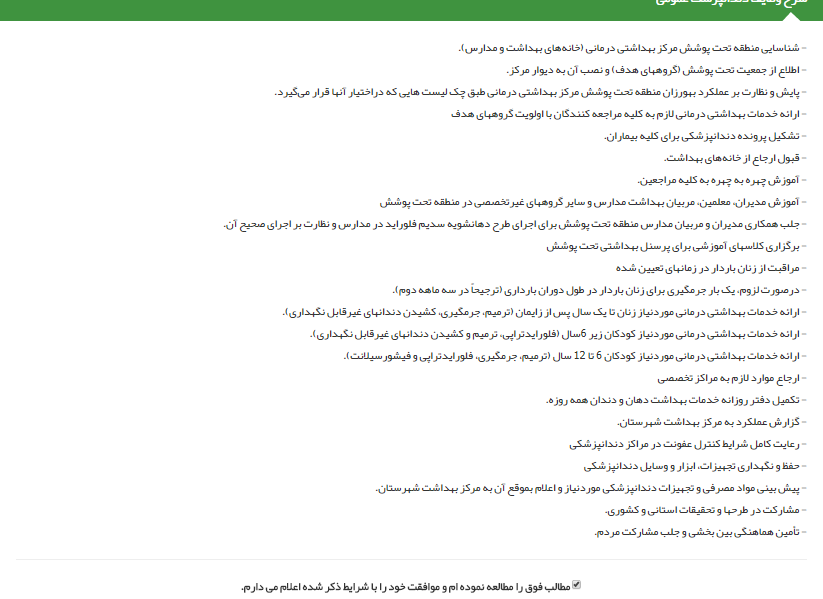 شرح وظایف دندانپزشک عمومی
- شناسایی منطقه تحت پوشش مرکز بهداشتی درمانی (خانه‌های بهداشت و مدارس).
- اطلاع از جمعیت تحت پوشش (گروههای هدف) و نصب آن به دیوار مرکز.
- پایش و نظارت بر عملکرد بهورزان منطقه تحت پوشش مرکز بهداشتی درمانی طبق چک لیست هایی که دراختیار آنها قرار می‌گیرد.
- ارائه خدمات بهداشتی درمانی لازم به کلیه مراجعه کنندگان با اولویت گروههای هدف
- تشکیل پرونده دندانپزشکی برای کلیه بیماران.
- قبول ارجاع از خانه‌های بهداشت.
- آموزش چهره به چهره به کلیه مراجعین.
- آموزش مدیران، معلمین، مربیان بهداشت مدارس و سایر گروههای غیرتخصصی در منطقه تحت پوشش
- جلب همکاری مدیران و مربیان مدارس منطقه تحت پوشش برای اجرای طرح دهانشویه سدیم فلوراید در مدارس و نظارت بر اجرای صحیح آن.
- برگزاری کلاسهای آموزشی برای پرسنل بهداشتی تحت پوشش
- مراقبت از زنان باردار در زمانهای تعیین شده
- درصورت لزوم، یک بار جرمگیری برای زنان باردار در طول دوران بارداری (ترجیحاً در سه ماهه دوم).
- ارائه خدمات بهداشتی درمانی موردنیاز زنان تا یک سال پس از زایمان (ترمیم، جرمگیری، کشیدن دندانهای غیرقابل نگهداری).
- ارائه خدمات بهداشتی درمانی موردنیاز کودکان زیر 6سال (فلورایدتراپی، ترمیم و کشیدن دندانهای غیرقابل نگهداری).
- ارائه خدمات بهداشتی درمانی موردنیاز کودکان 6 تا 12 سال (ترمیم، جرمگیری، فلورایدتراپی و فیشورسیلانت).
- ارجاع موارد لازم به مراکز تخصصی
- تکمیل دفتر روزانه خدمات بهداشت دهان و دندان همه روزه.
- گزارش عملکرد به مرکز بهداشت شهرستان.
- رعایت کامل شرایط کنترل عفونت در مراکز دندانپزشکی
- حفظ و نگهداری تجهیزات، ابزار و وسایل دندانپزشکی
- پیش بینی مواد مصرفی و تجهیزات دندانپزشکی موردنیاز و اعلام بموقع آن به مرکز بهداشت شهرستان.
- مشارکت در طرحها و تحقیقات استانی و کشوری.
- تأمین هماهنگی بین بخشی و جلب مشارکت مردم.
مطالب فوق را مطالعه نموده ام و موافقت خود را با شرایط ذکر شده اعلام می دارم.